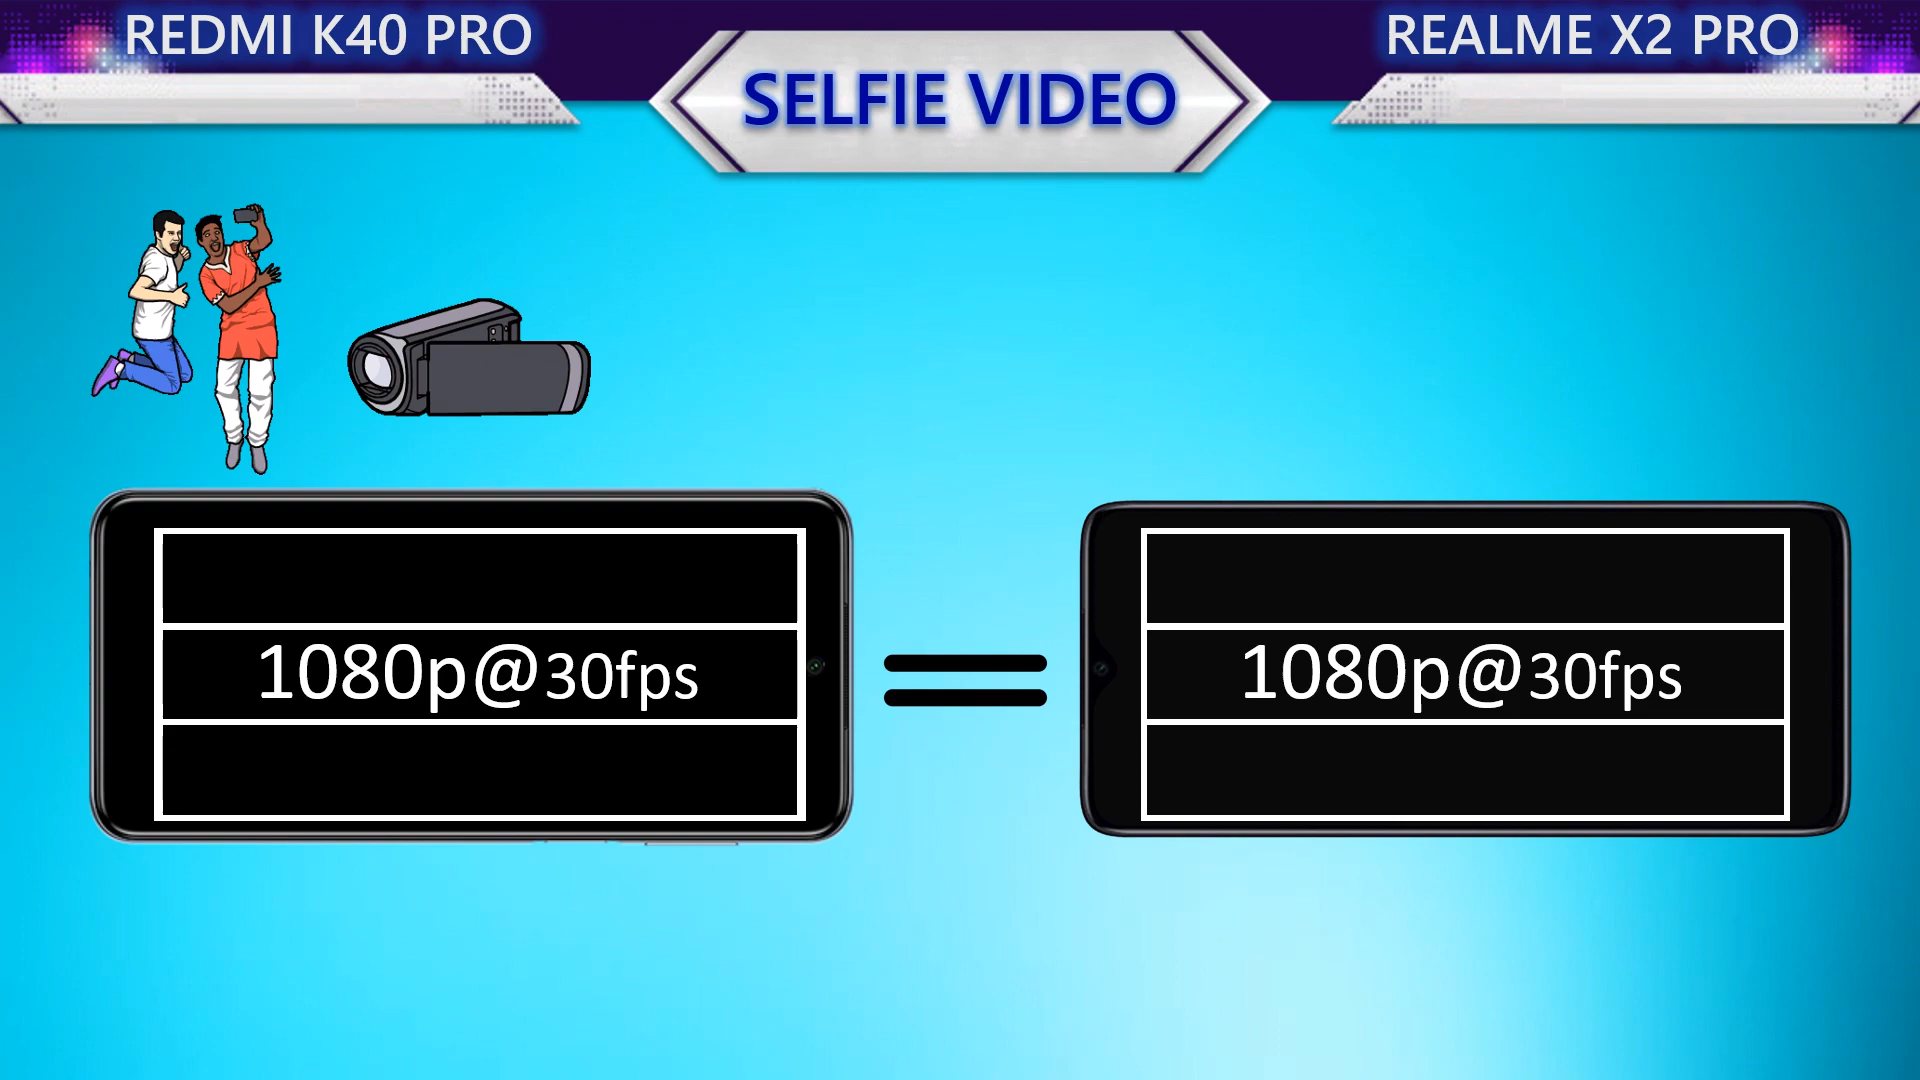 REDMI K40 PRO
REALME X2 PRO
SELFIE VIDEO
1080p@30fps
1080p@30fps